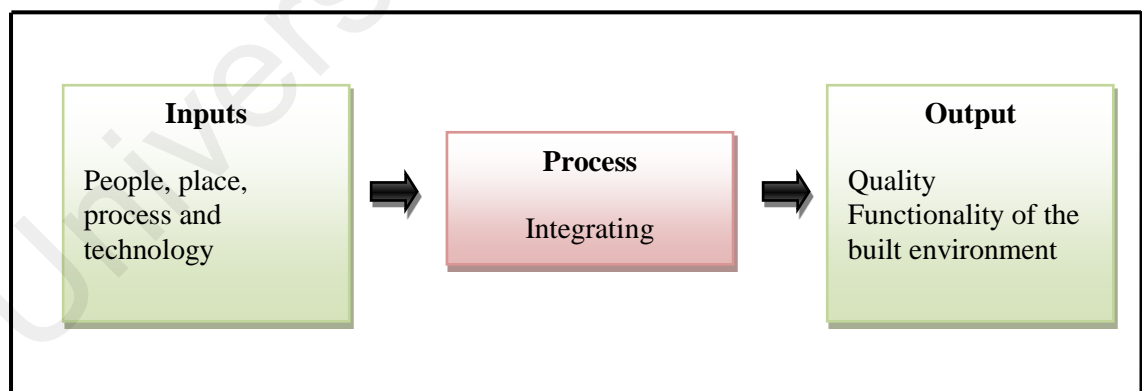 Inputs
People, place,
process and
technology
Process
Integrating
Output
Quality
Functionality of the
built environment